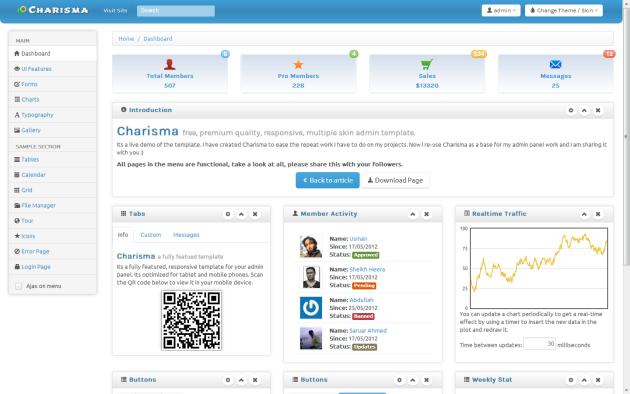 CHARISMA
Visit Site
Search
admin
Change Theme / Skin
MAIN
Dashboard
UI Features
Forms
Charts
Typography
Gallery
SAMPLE SECTION
Tables
Calendar
Grid
File Manager
Tour
Icons
Error Page
Login Page
Ajax on menu
Home / Dashboard
6
Total Members
507
4
Pro Members
228
$34
Sales
$13320
12
Messages
25
Introduction
Charisma free, premium quality, responsive, multiple skin admin template.
Its a live demo of the template. I have created Charisma to ease the repeat work I have to do on my projects. Now I re-use Charisma as a base for my admin panel work and I am sharing it
with you :)
All pages in the menu are functional, take a look at all, please share this with your followers.
Back to article
Download Page
Tabs
Info
Custom
Messages
Charisma a fully featued template
Its a fully featured, responsive template for your admin
panel. Its optimized for tablet and mobile phones. Scan
the QR code below to view it in your mobile device.
Member Activity
Name: Usman
Since: 17/05/2012
Status: Approved
Name: Sheikh Heera
Since: 17/05/2012
Status: Pending
Name: Abdullah
Since: 25/05/2012
Status: Banned
Name: Saruar Ahmed
Since: 17/05/2012
Status: Updates
Realtime Traffic
100
75
50
25
0
You can update a chart periodically to get a real-time
effect by using a timer to insert the new data in the
plot and redraw it.
Time between updates: 30 milliseconds
Buttons
Buttons
Weekly Stat